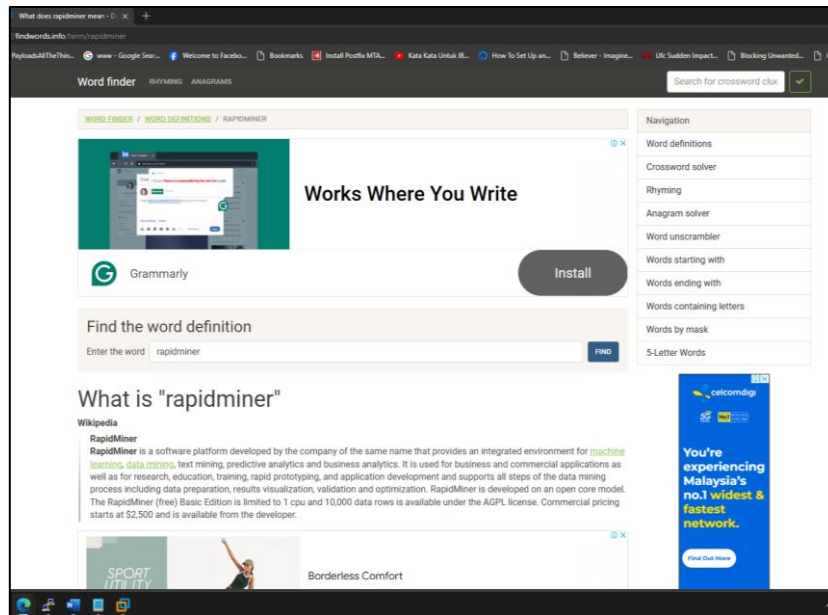 What does rapidminer mean - D
findwords.info/term/rapidminer
PayloadsAllTheThin...
www - Google Sear...
Welcome to Facebo...
Bookmarks
Install Postfix MTA...
Kata Kata Untuk IB...
How To Set Up an...
Believer - Imagine...
Ufc Sudden Impact...
Blocking Unwanted...
Word finder RHYMING ANAGRAMS
Search for crossword clue
WORD FINDER / WORD DEFINITIONS / RAPIDMINER
Works Where You Write
Grammarly
Install
Find the word definition
Enter the word rapidminer FIND
What is "rapidminer"
Wikipedia
RapidMiner
RapidMiner is a software platform developed by the company of the same name that provides an integrated environment for machine
learning, data mining, text mining, predictive analytics and business analytics. It is used for business and commercial applications as
well as for research, education, training, rapid prototyping, and application development and supports all steps of the data mining
process including data preparation, results visualization, validation and optimization. RapidMiner is developed on an open core model.
The RapidMiner (free) Basic Edition is limited to 1 cpu and 10,000 data rows is available under the AGPL license. Commercial pricing
starts at $2,500 and is available from the developer.
SPORT
UTILITY
Borderless Comfort
Navigation
Word definitions
Crossword solver
Rhyming
Anagram solver
Word unscrambler
Words starting with
Words ending with
Words containing letters
Words by mask
5-Letter Words
celcomdigi
5G No.1
You're
experiencing
Malaysia's
no.1 widest &
fastest
network.
Find Out More